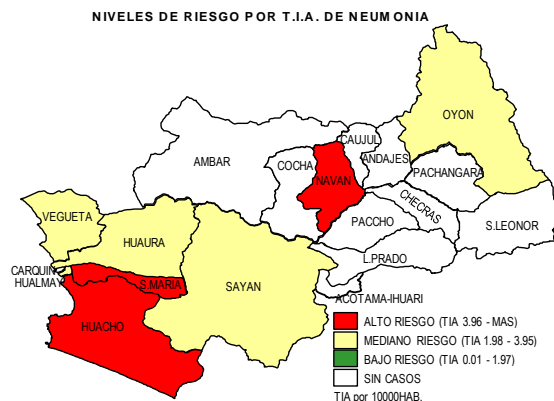 NIVELES DE RIESGO POR T.I.A. DE NEUMONIA
OYON
CAUJUL
AMBAR
COCHA
NAVAN
ANDAJES
PACHANGARA
CHECRAS
VEGUETA
PACCHO
S.LEONOR
HUAURA
L.PRADO
CARQUIN
HUALMAY
S.MARIA
SAYAN
ACOTAMA-IHUARI
HUACHO
ALTO RIESGO (TIA 3.96 - MAS)
MEDIANO RIESGO (TIA 1.98 - 3.95)
BAJO RIESGO (TIA 0.01 - 1.97)
SIN CASOS
TIA por 10000HAB.